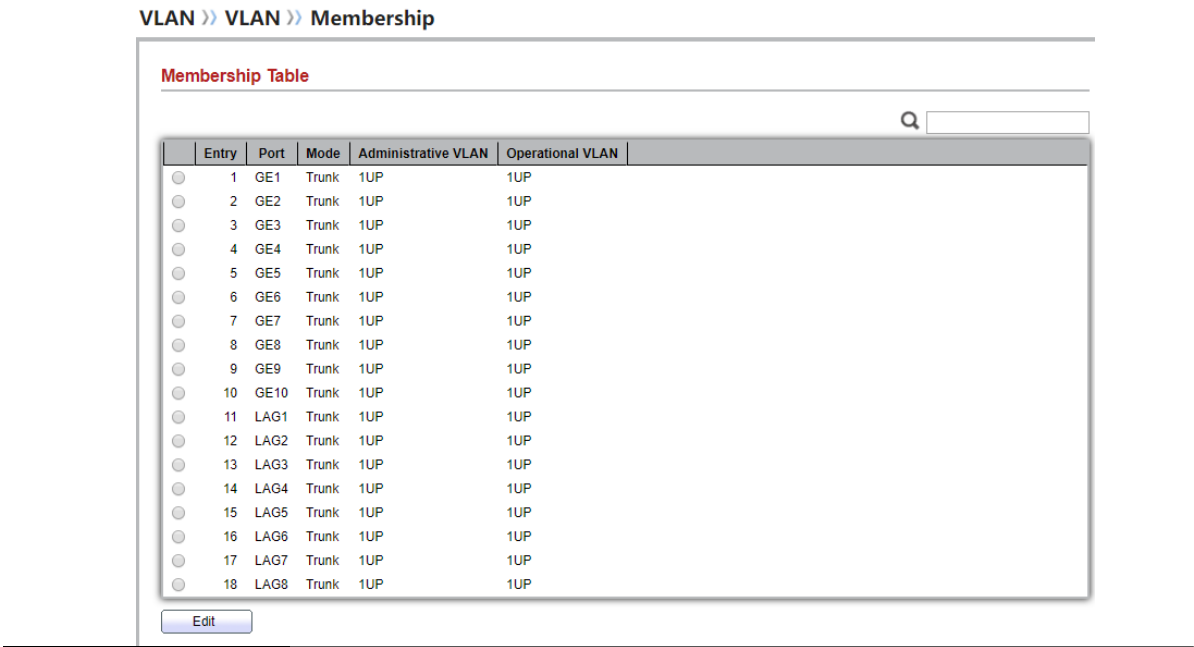 VLAN » VLAN » Membership
Membership Table
Entry Port Mode Administrative VLAN Operational VLAN
1 GE1 Trunk 1UP 1UP
2 GE2 Trunk 1UP 1UP
3 GE3 Trunk 1UP 1UP
4 GE4 Trunk 1UP 1UP
5 GE5 Trunk 1UP 1UP
6 GE6 Trunk 1UP 1UP
7 GE7 Trunk 1UP 1UP
8 GE8 Trunk 1UP 1UP
9 GE9 Trunk 1UP 1UP
10 GE10 Trunk 1UP 1UP
11 LAG1 Trunk 1UP 1UP
12 LAG2 Trunk 1UP 1UP
13 LAG3 Trunk 1UP 1UP
14 LAG4 Trunk 1UP 1UP
15 LAG5 Trunk 1UP 1UP
16 LAG6 Trunk 1UP 1UP
17 LAG7 Trunk 1UP 1UP
18 LAG8 Trunk 1UP 1UP
Edit